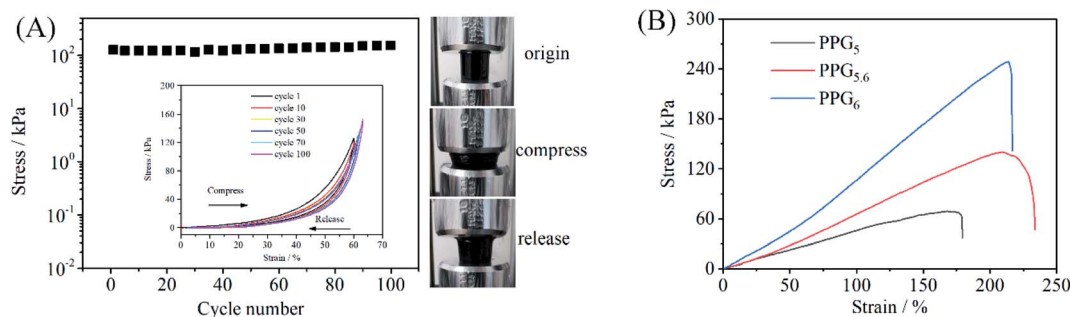 (A)
10³
10²
10¹
10⁰
10⁻¹
10⁻²
Stress / kPa
0 20 40 60 80 100
Cycle number
160
120
80
40
0
Stress / kPa
cycle 1
cycle 10
cycle 30
cycle 50
cycle 70
cycle 100
Compress
Release
0 10 20 30 40 50 60 70
Strain / %
origin
compress
release
(B)
300
240
180
120
60
0
Stress / kPa
PPG₅
PPG₅.₆
PPG₆
0 50 100 150 200 250
Strain / %